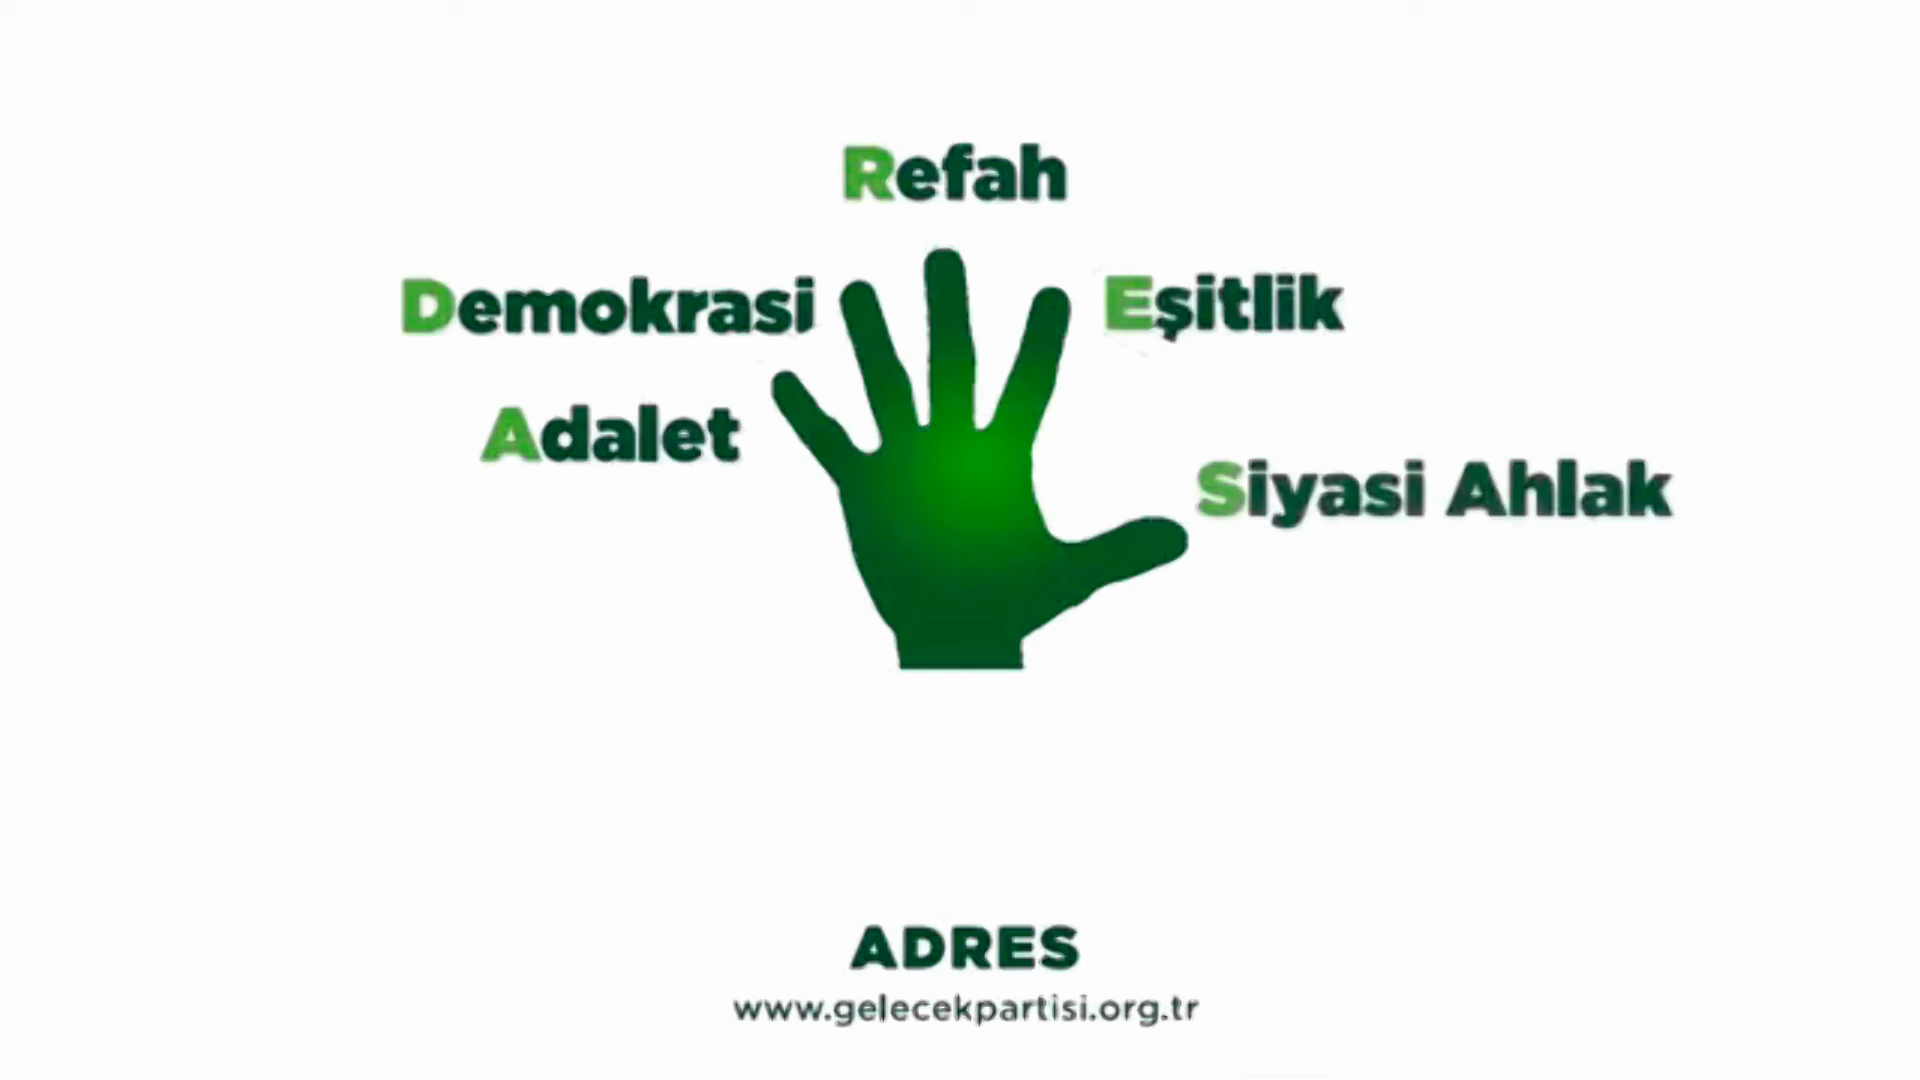 Refah
Demokrasi
Eşitlik
Adalet
Siyasi Ahlak
ADRES
www.gelecekpartisi.org.tr